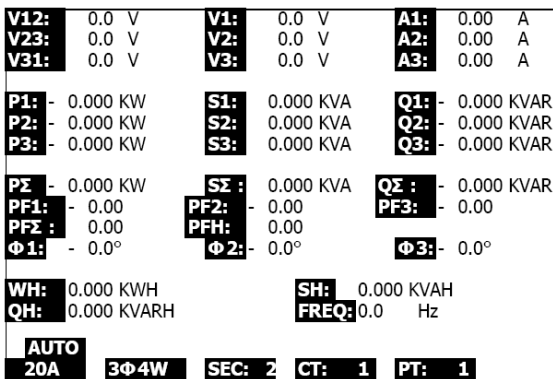 V12: 0.0 V V1: 0.0 V A1: 0.00 A
V23: 0.0 V V2: 0.0 V A2: 0.00 A
V31: 0.0 V V3: 0.0 V A3: 0.00 A
P1: - 0.000 KW S1: 0.000 KVA Q1: - 0.000 KVAR
P2: - 0.000 KW S2: 0.000 KVA Q2: - 0.000 KVAR
P3: - 0.000 KW S3: 0.000 KVA Q3: - 0.000 KVAR
PΣ - 0.000 KW SΣ : 0.000 KVA QΣ : - 0.000 KVAR
PF1: - 0.00 PF2: - 0.00 PF3: - 0.00
PFΣ : 0.00 PFH: 0.00
Φ1: - 0.0° Φ2: - 0.0° Φ3: - 0.0°
WH: 0.000 KWH SH: 0.000 KVAH
QH: 0.000 KVARH FREQ: 0.0 Hz
AUTO
20A 3Φ4W SEC: 2 CT: 1 PT: 1